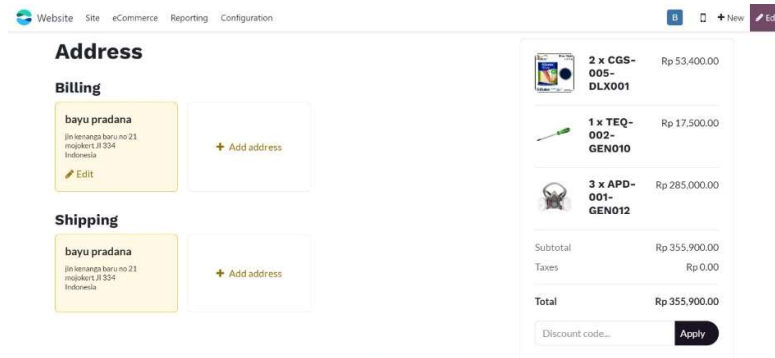 Website Site eCommerce Reporting Configuration B + New Ed
Address
Billing
bayu pradana
jln kenanga baru no 21
mojokert JI 334
Indonesia
Edit
+ Add address
Shipping
bayu pradana
jln kenanga baru no 21
mojokert JI 334
Indonesia
+ Add address
2 x CGS-
005-
DLX001
Rp 53,400.00
1 x TEQ-
002-
GEN010
Rp 17,500.00
3 x APD-
001-
GEN012
Rp 285,000.00
Subtotal Rp 355,900.00
Taxes Rp 0.00
Total Rp 355,900.00
Discount code... Apply